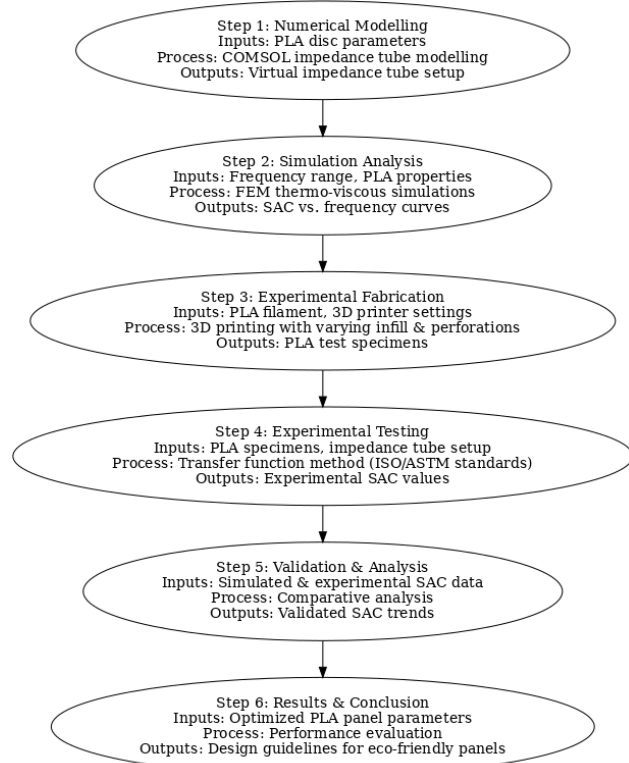 Step 1: Numerical Modelling
Inputs: PLA disc parameters
Process: COMSOL impedance tube modelling
Outputs: Virtual impedance tube setup
Step 2: Simulation Analysis
Inputs: Frequency range, PLA properties
Process: FEM thermo-viscous simulations
Outputs: SAC vs. frequency curves
Step 3: Experimental Fabrication
Inputs: PLA filament, 3D printer settings
Process: 3D printing with varying infill & perforations
Outputs: PLA test specimens
Step 4: Experimental Testing
Inputs: PLA specimens, impedance tube setup
Process: Transfer function method (ISO/ASTM standards)
Outputs: Experimental SAC values
Step 5: Validation & Analysis
Inputs: Simulated & experimental SAC data
Process: Comparative analysis
Outputs: Validated SAC trends
Step 6: Results & Conclusion
Inputs: Optimized PLA panel parameters
Process: Performance evaluation
Outputs: Design guidelines for eco-friendly panels